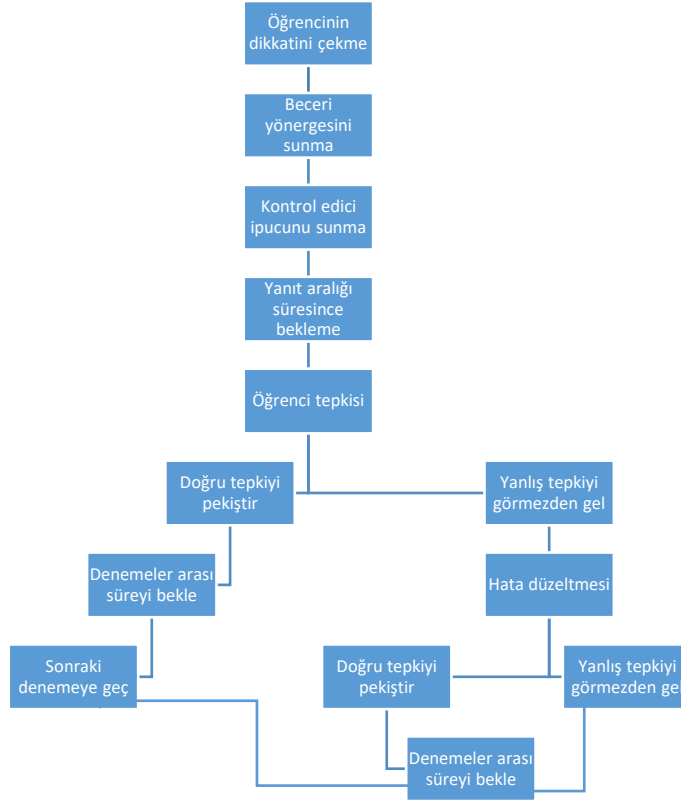 Öğrencinin
dikkatini çekme
Beceri
yönergesini
sunma
Kontrol edici
ipucunu sunma
Yanıt aralığı
süresince
bekleme
Öğrenci tepkisi
Doğru tepkiyi
pekiştir
Yanlış tepkiyi
görmezden gel
Denemeler arası
süreyi bekle
Hata düzeltmesi
Sonraki
denemeye geç
Doğru tepkiyi
pekiştir
Yanlış tepkiyi
görmezden gel
Denemeler arası
süreyi bekle